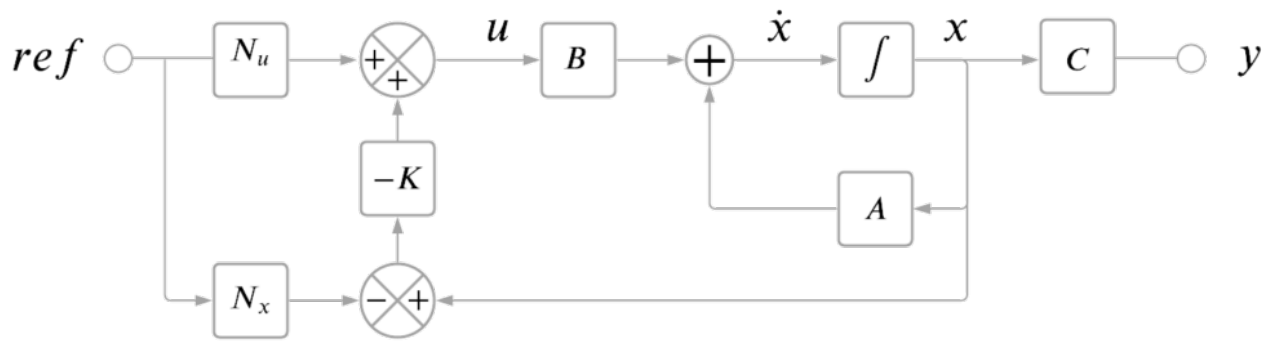 ref N_u + + u B + ẋ ∫ x C y
−K
A
N_x − +